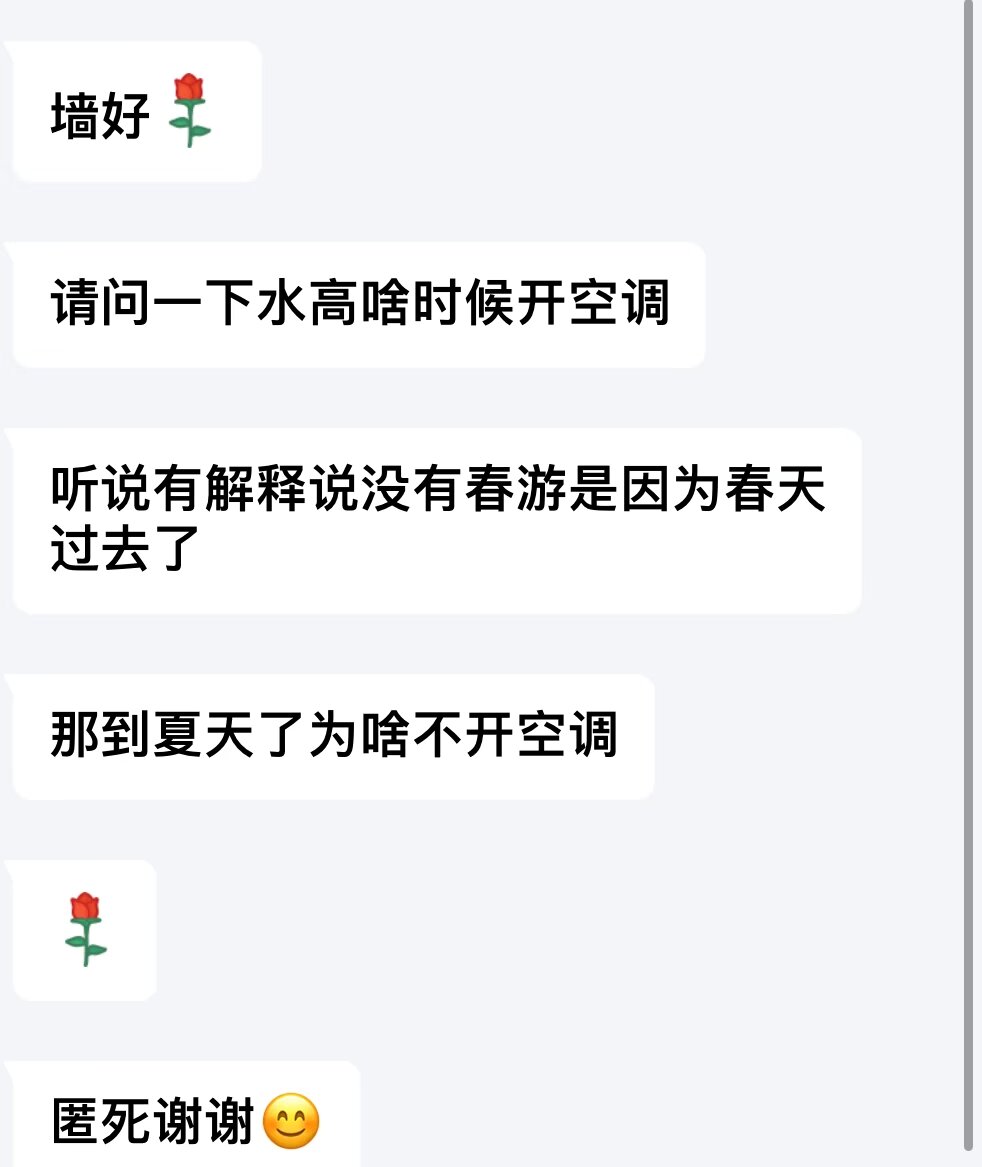 墙好🌹
请问一下水高啥时候开空调
听说有解释说没有春游是因为春天
过去了
那到夏天了为啥不开空调
🌹
匿死谢谢😊